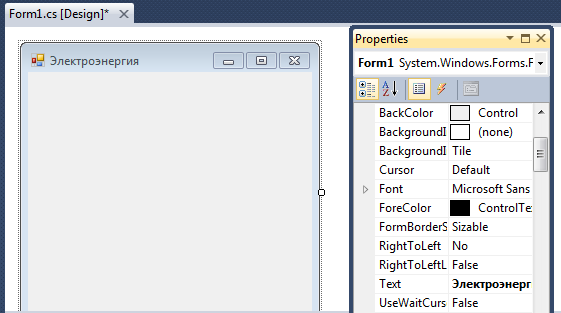 Form1.cs [Design]*
Электроэнергия
Properties
Form1 System.Windows.Forms.F
BackColor Control
BackgroundI (none)
BackgroundI Tile
Cursor Default
Font Microsoft Sans
ForeColor ControlTe
FormBorderS Sizable
RightToLeft No
RightToLeftL False
Text Электроэнерг
UseWaitCurs False